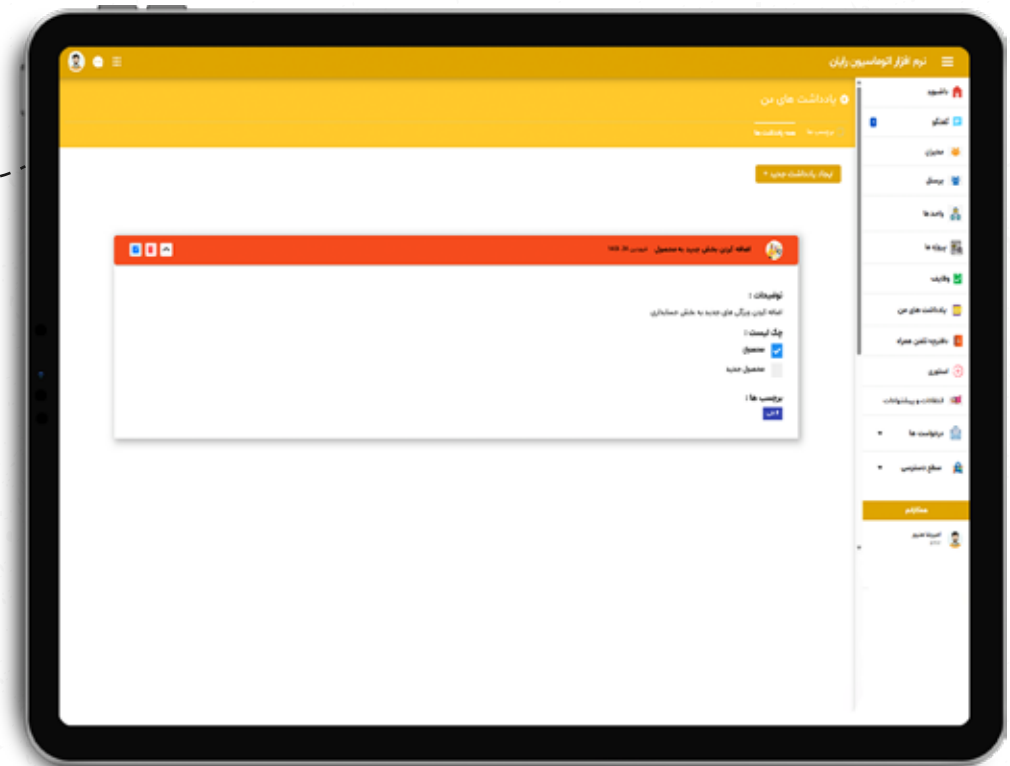 نرم افزار اتوماسیون رایان
داشبورد
گفتگو
مدیران
پرسنل
واحد ها
پروژه ها
وظایف
یادداشت های من
دفترچه تلفن همراه
استوری
انتقادات و پیشنهادات
درخواست ها
سطح دسترسی
همکارانم
یادداشت های من
همه یادداشت ها
برچسب ها
ایجاد یادداشت جدید +
اضافه کردن بخش جدید به محصول
توضیحات :
اضافه کردن ویژگی های جدید به بخش حسابداری
چک لیست :
محصول
محصول جدید
برچسب ها :